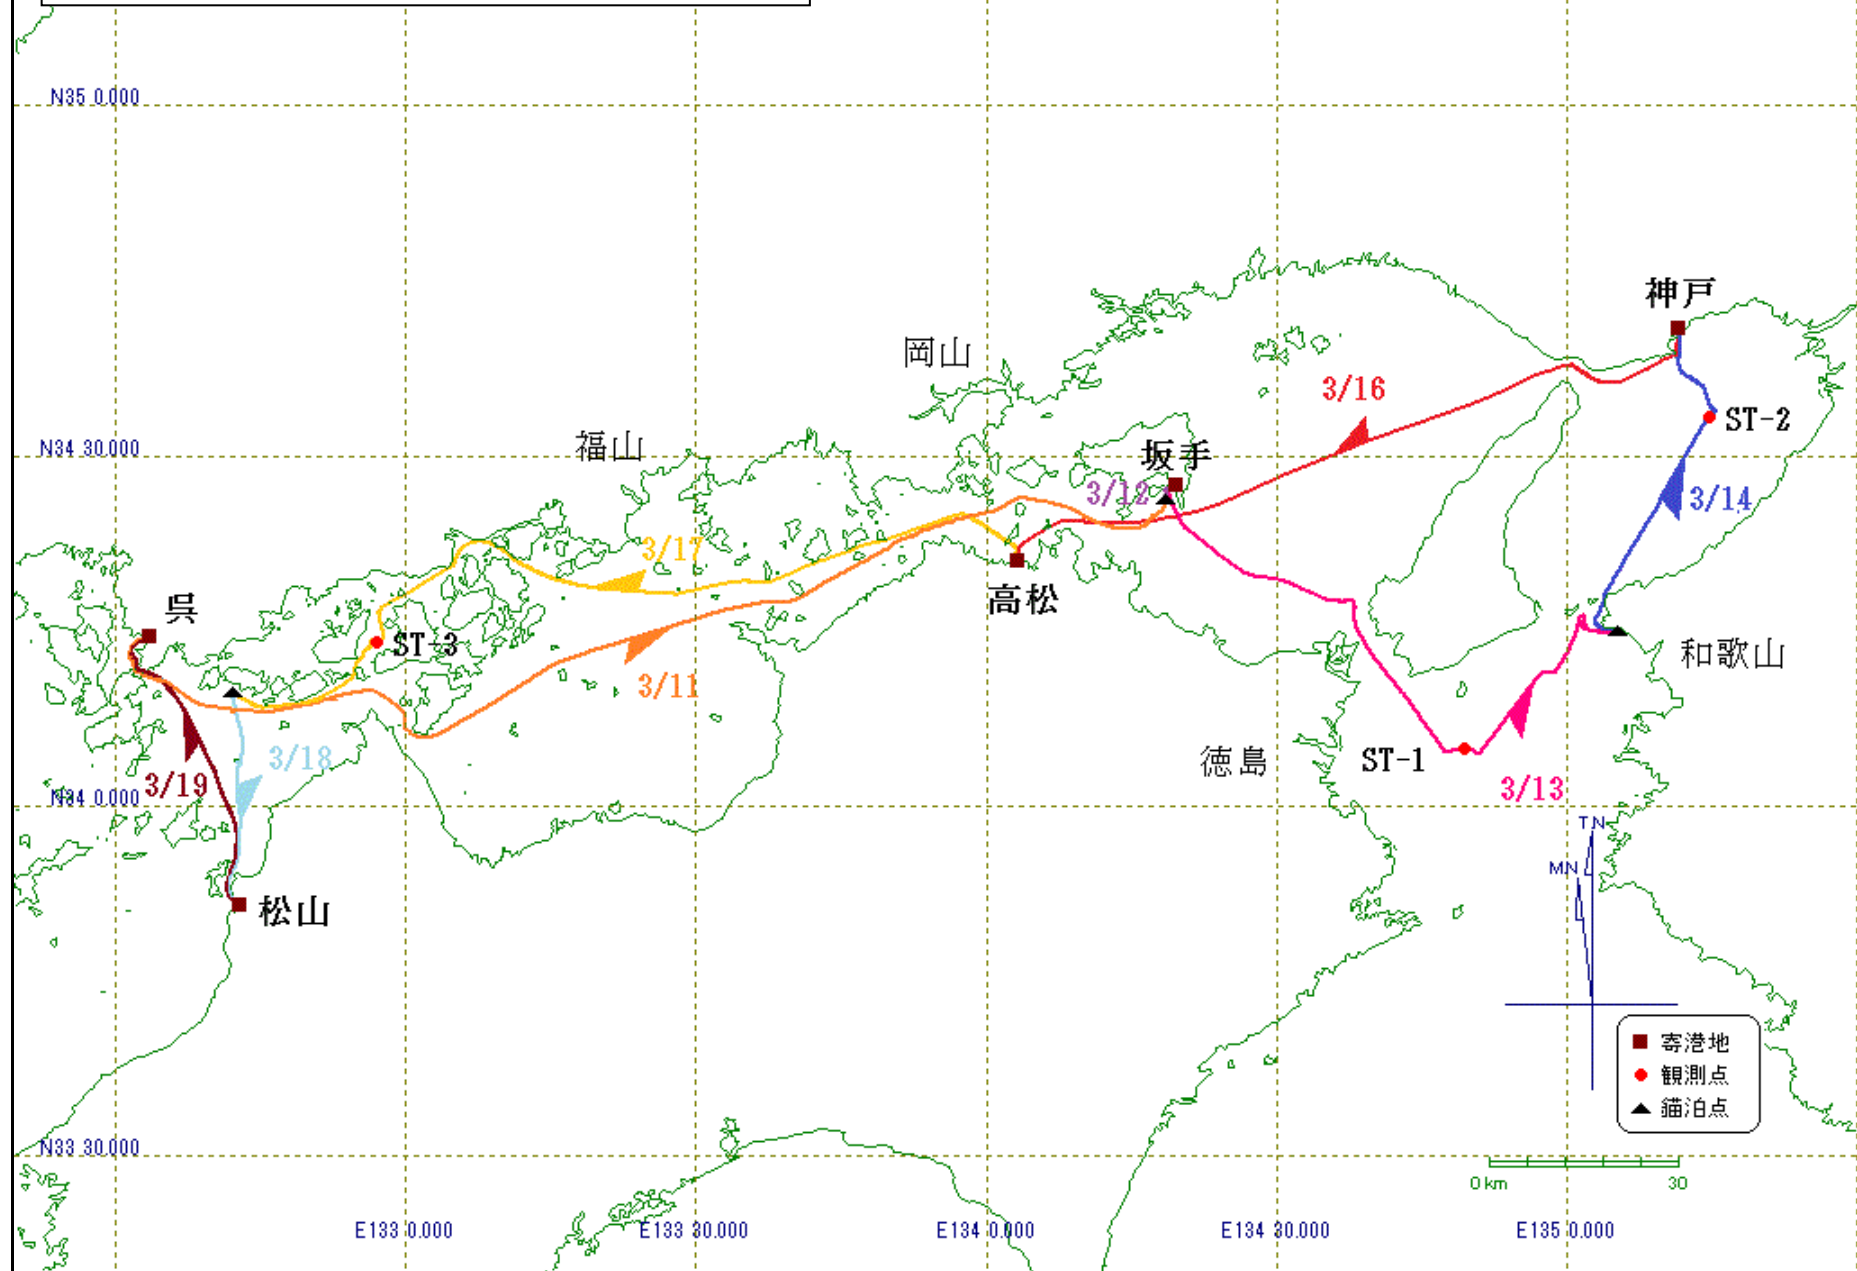 N35 0.000
神戸
岡山
3/16
ST-2
福山
N34 30.000
坂手
3/12
3/14
3/17
高松
呉
ST-3
和歌山
3/11
徳島
ST-1
3/18
3/19
3/13
N34 0.000
T.N
M.N
松山
寄港地
観測点
錨泊点
N33 30.000
0 km
30
E133 0.000
E133 30.000
E134 0.000
E134 30.000
E135 0.000